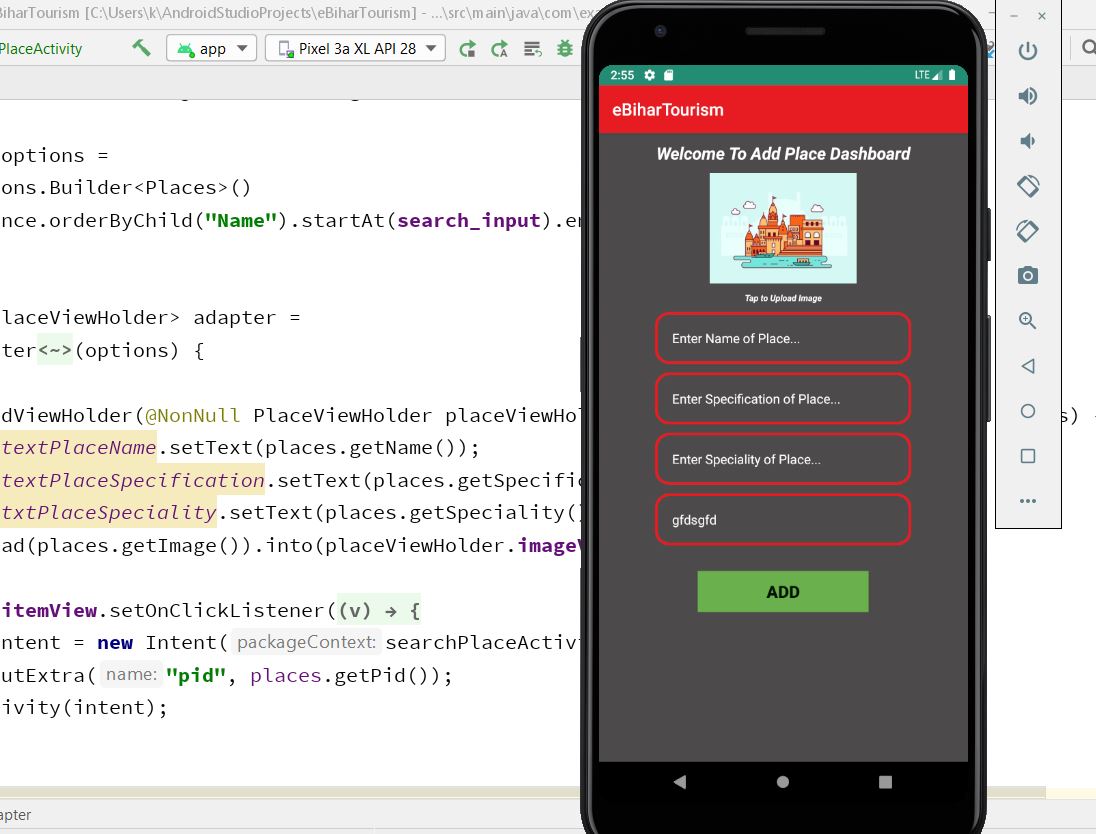 BiharTourism [C:\Users\k\AndroidStudioProjects\eBiharTourism] - ...\src\main\java\com\exa
PlaceActivity
app
Pixel 3a XL API 28
options =
ons.Builder<Places>()
nce.orderByChild("Name").startAt(search_input).en
laceViewHolder> adapter =
ter<~>(options) {
dViewHolder(@NonNull PlaceViewHolder placeViewHol
s)
textPlaceName.setText(places.getName());
textPlaceSpecification.setText(places.getSpecific
txtPlaceSpeciality.setText(places.getSpeciality()
ad(places.getImage()).into(placeViewHolder.imageV
itemView.setOnClickListener((v) → {
ntent = new Intent( packageContext: searchPlaceActivi
utExtra( name: "pid", places.getPid());
ivity(intent);
apter
2:55
LTE
eBiharTourism
Welcome To Add Place Dashboard
Tap to Upload Image
Enter Name of Place...
Enter Specification of Place...
Enter Speciality of Place...
gfdsgfd
ADD